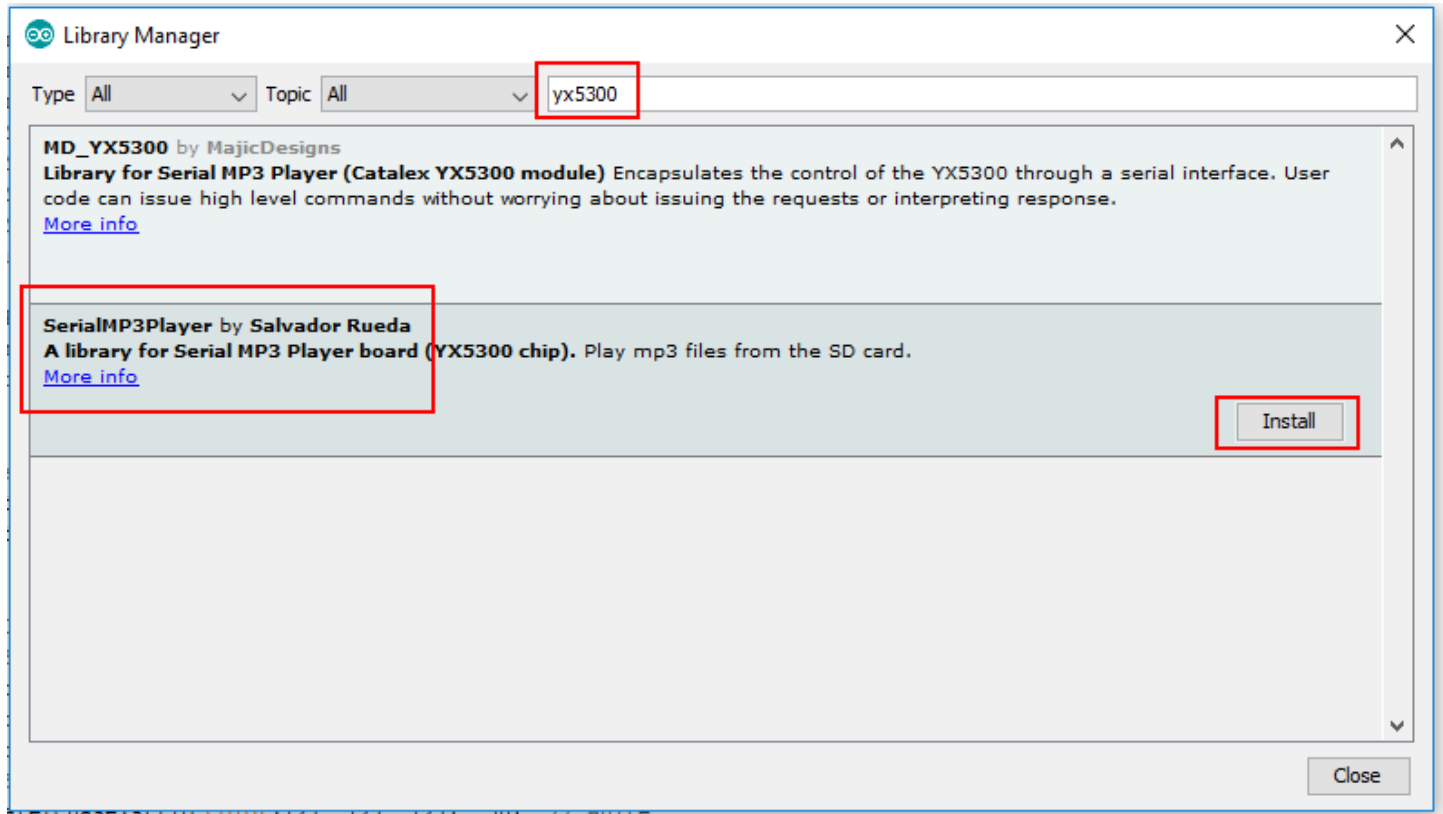 Library Manager
Type All Topic All yx5300
MD_YX5300 by MajicDesigns
Library for Serial MP3 Player (Catalex YX5300 module) Encapsulates the control of the YX5300 through a serial interface. User
code can issue high level commands without worrying about issuing the requests or interpreting response.
More info
SerialMP3Player by Salvador Rueda
A library for Serial MP3 Player board (YX5300 chip). Play mp3 files from the SD card.
More info
Install
Close